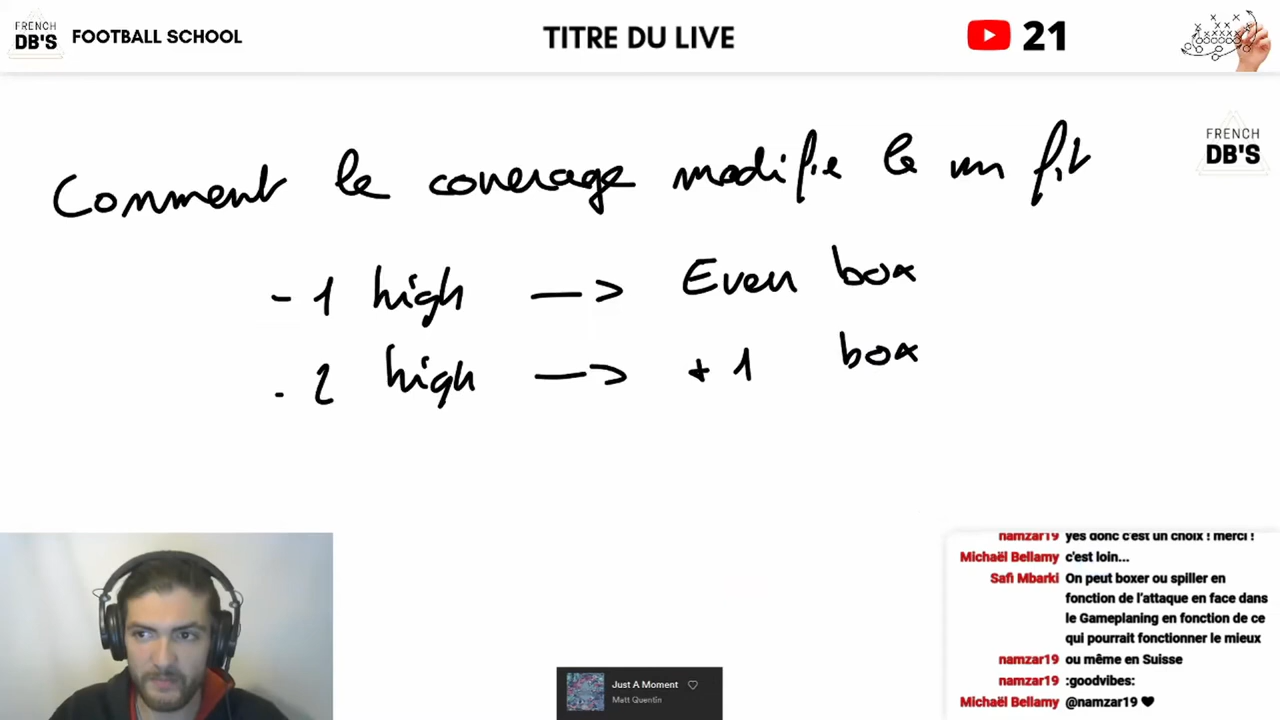 FRENCH
DB'S
FOOTBALL SCHOOL
TITRE DU LIVE
21
Comment le coverage modifie le run fit
FRENCH
DB'S
- 1 high -> Even box
- 2 high -> + 1 box
namzar19 yes donc c'est un choix ! merci !
Michaël Bellamy c'est loin...
Safi Mbarki On peut boxer ou spiller en
fonction de l'attaque en face dans
le Gameplaning en fonction de ce
qui pourrait fonctionner le mieux
namzar19 ou même en Suisse
namzar19 :goodvibes:
Michaël Bellamy @namzar19 ♥
Just A Moment
Matt Quentin